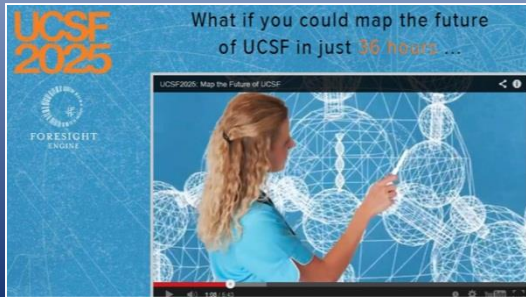 UCSF
2025
FORESIGHT
ENGINE
What if you could map the future
of UCSF in just 36 hours ...
UCSF2025: Map the Future of UCSF